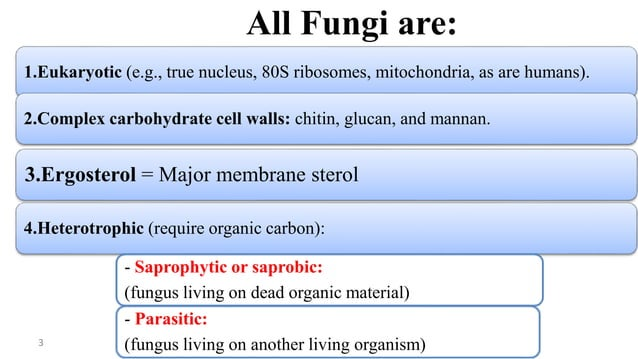 All Fungi are:
1.Eukaryotic (e.g., true nucleus, 80S ribosomes, mitochondria, as are humans).
2.Complex carbohydrate cell walls: chitin, glucan, and mannan.
3.Ergosterol = Major membrane sterol
4.Heterotrophic (require organic carbon):
- Saprophytic or saprobic:
(fungus living on dead organic material)
- Parasitic:
(fungus living on another living organism)
3